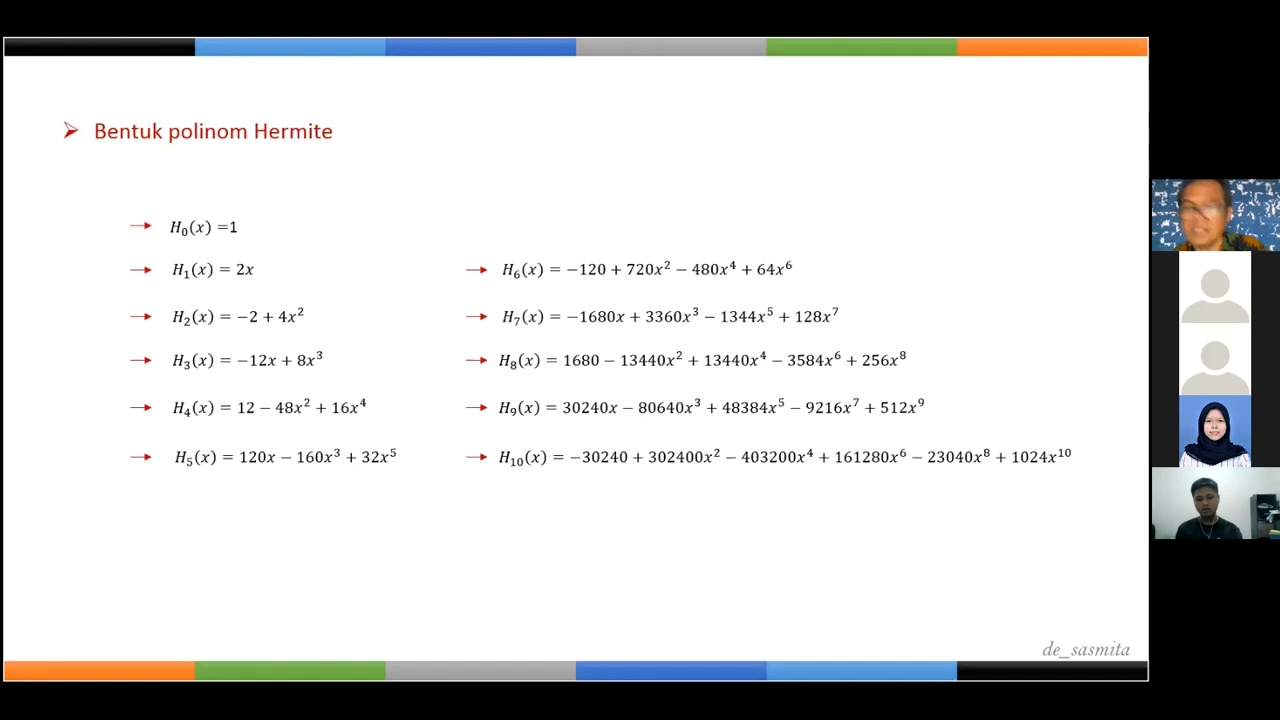 Bentuk polinom Hermite
H₀(x) =1
H₁(x) = 2x
H₂(x) = −2 + 4x²
H₃(x) = −12x + 8x³
H₄(x) = 12 − 48x² + 16x⁴
H₅(x) = 120x − 160x³ + 32x⁵
H₆(x) = −120 + 720x² − 480x⁴ + 64x⁶
H₇(x) = −1680x + 3360x³ − 1344x⁵ + 128x⁷
H₈(x) = 1680 − 13440x² + 13440x⁴ − 3584x⁶ + 256x⁸
H₉(x) = 30240x − 80640x³ + 48384x⁵ − 9216x⁷ + 512x⁹
H₁₀(x) = −30240 + 302400x² − 403200x⁴ + 161280x⁶ − 23040x⁸ + 1024x¹⁰
de_sasmita